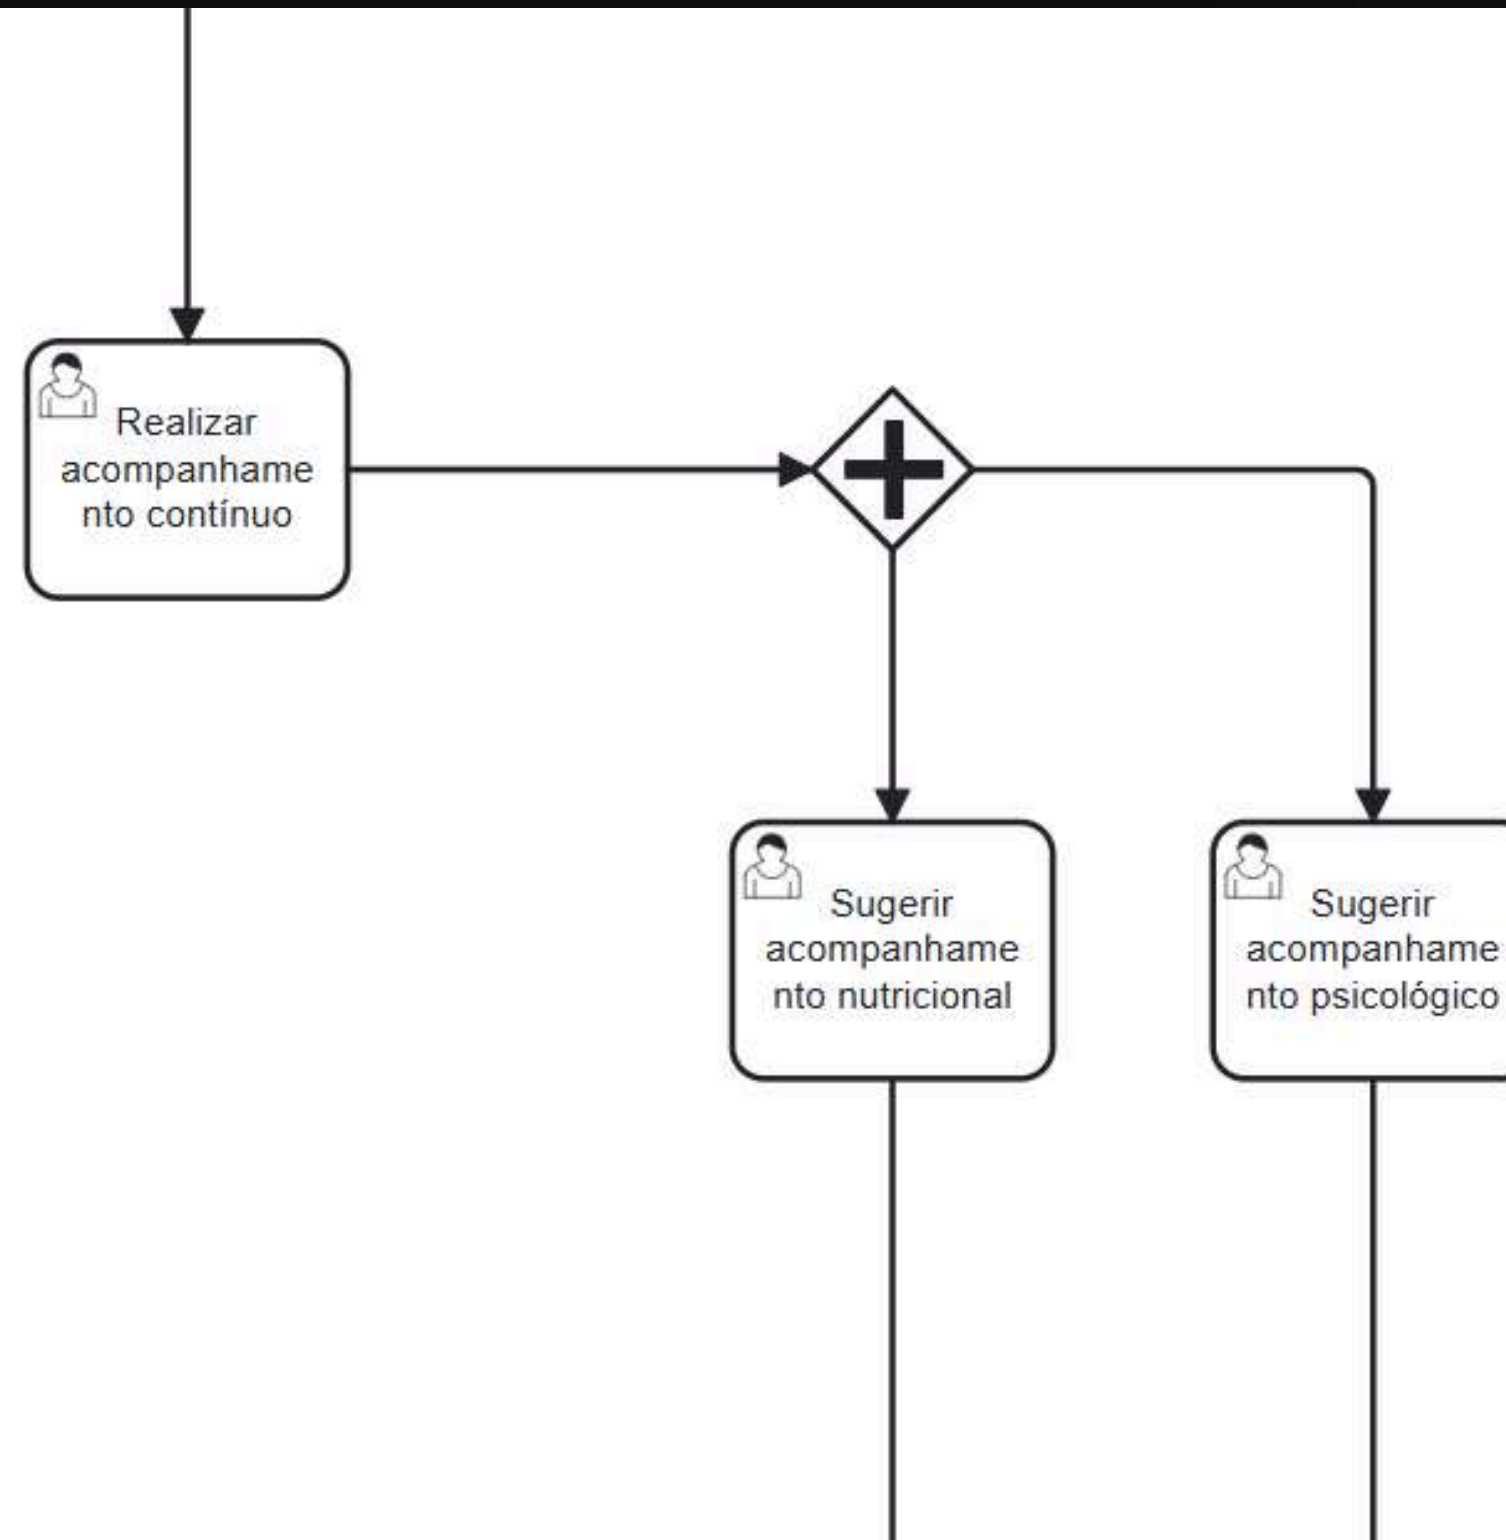 Realizar
acompanhame
nto contínuo
Sugerir
acompanhame
nto nutricional
Sugerir
acompanhame
nto psicológico